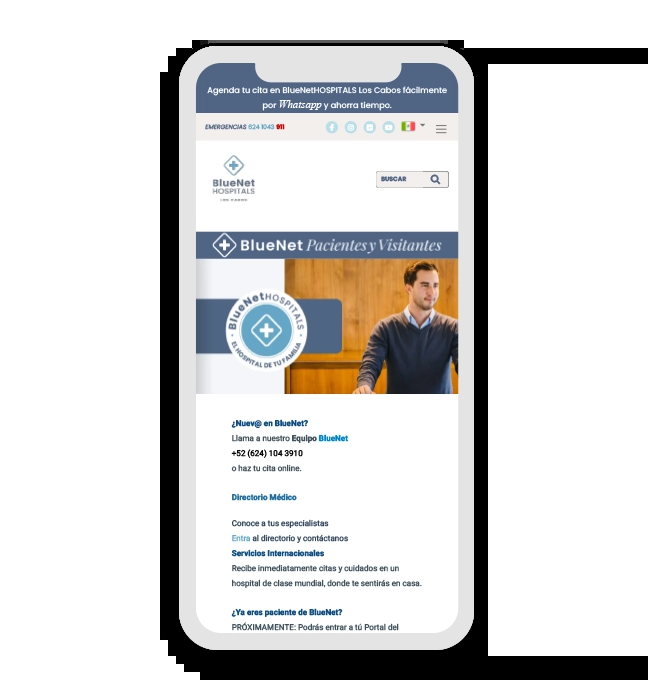 Agenda tu cita en BlueNetHOSPITALS Los Cabos fácilmente
por Whatsapp y ahorra tiempo.
EMERGENCIAS 624 1043 911
BlueNet
HOSPITALS
LOS CABOS
BUSCAR
BlueNet Pacientes y Visitantes
BlueNetHOSPITALS
EL HOSPITAL DE TU FAMILIA
¿Nuev@ en BlueNet?
Llama a nuestro Equipo BlueNet
+52 (624) 104 3910
o haz tu cita online.
Directorio Médico
Conoce a tus especialistas
Entra al directorio y contáctanos
Servicios Internacionales
Recibe inmediatamente citas y cuidados en un
hospital de clase mundial, donde te sentirás en casa.
¿Ya eres paciente de BlueNet?
PRÓXIMAMENTE: Podrás entrar a tú Portal del